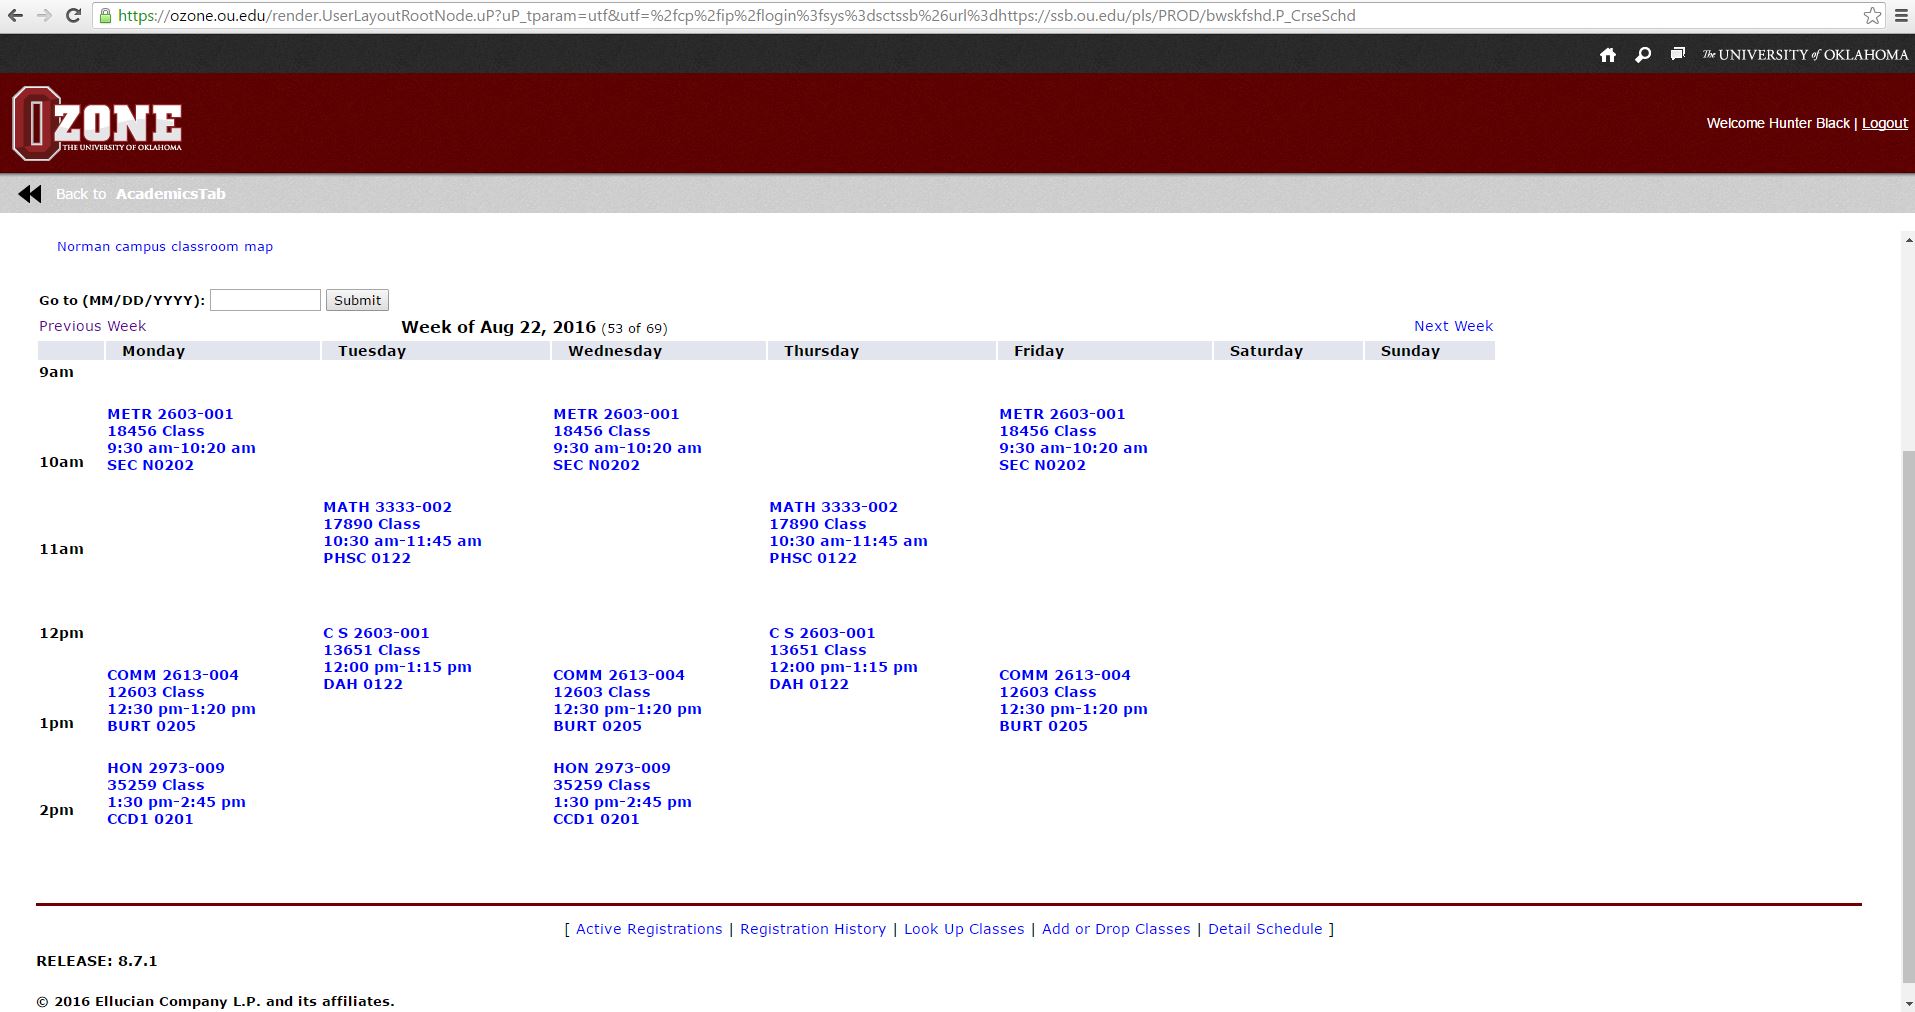 https://ozone.ou.edu/render.UserLayoutRootNode.uP?uP_tparam=utf&utf=%2fcp%2fip%2flogin%3fsys%3dsctssb%26url%3dhttps://ssb.ou.edu/pls/PROD/bwskfshd.P_CrseSchd
The UNIVERSITY of OKLAHOMA
OZONE
THE UNIVERSITY OF OKLAHOMA
Welcome Hunter Black | Logout
Back to AcademicsTab
Norman campus classroom map
Go to (MM/DD/YYYY): Submit
Previous Week Week of Aug 22, 2016 (53 of 69) Next Week
Monday Tuesday Wednesday Thursday Friday Saturday Sunday
9am
METR 2603-001 METR 2603-001 METR 2603-001
18456 Class 18456 Class 18456 Class
9:30 am-10:20 am 9:30 am-10:20 am 9:30 am-10:20 am
10am SEC N0202 SEC N0202 SEC N0202
MATH 3333-002 MATH 3333-002
17890 Class 17890 Class
10:30 am-11:45 am 10:30 am-11:45 am
11am
PHSC 0122 PHSC 0122
12pm C S 2603-001 C S 2603-001
13651 Class 13651 Class
12:00 pm-1:15 pm 12:00 pm-1:15 pm
DAH 0122 DAH 0122
COMM 2613-004 COMM 2613-004 COMM 2613-004
12603 Class 12603 Class 12603 Class
12:30 pm-1:20 pm 12:30 pm-1:20 pm 12:30 pm-1:20 pm
1pm BURT 0205 BURT 0205 BURT 0205
HON 2973-009 HON 2973-009
35259 Class 35259 Class
1:30 pm-2:45 pm 1:30 pm-2:45 pm
2pm CCD1 0201 CCD1 0201
[ Active Registrations | Registration History | Look Up Classes | Add or Drop Classes | Detail Schedule ]
RELEASE: 8.7.1
© 2016 Ellucian Company L.P. and its affiliates.